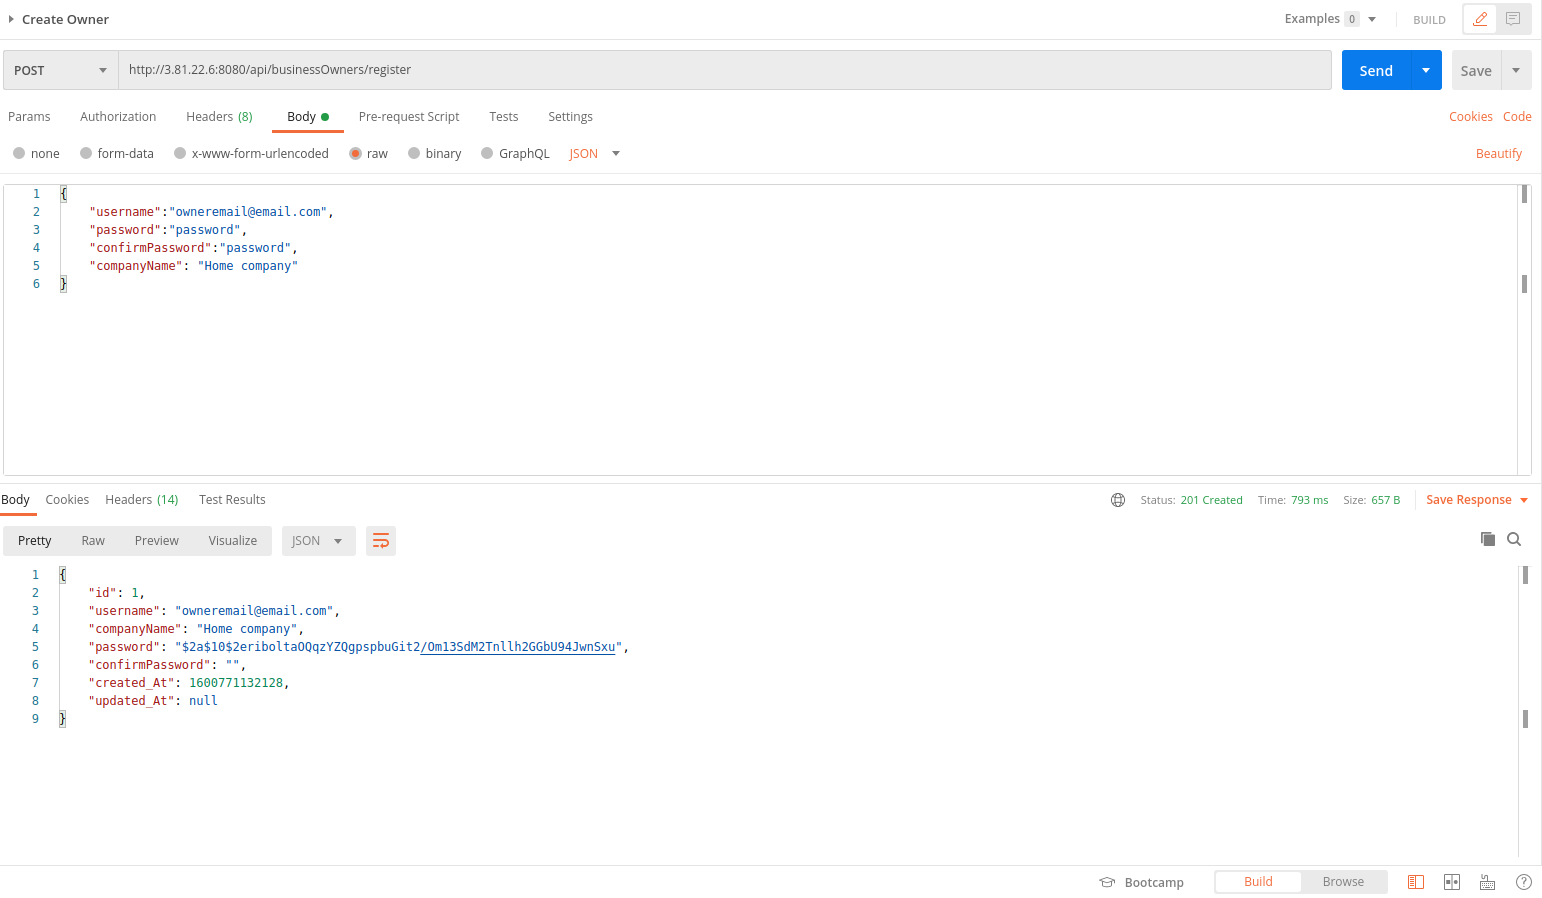 Create Owner
Examples 0 BUILD
POST http://3.81.22.6:8080/api/businessOwners/register Send Save
Params Authorization Headers (8) Body Pre-request Script Tests Settings Cookies Code
none form-data x-www-form-urlencoded raw binary GraphQL JSON Beautify
1 {
2 "username":"owneremail@email.com",
3 "password":"password",
4 "confirmPassword":"password",
5 "companyName": "Home company"
6 }
Body Cookies Headers (14) Test Results Status: 201 Created Time: 793 ms Size: 657 B Save Response
Pretty Raw Preview Visualize JSON
1 {
2 "id": 1,
3 "username": "owneremail@email.com",
4 "companyName": "Home company",
5 "password": "$2a$10$2eriboltaOQqzYZQgpspbuGit2/Om13SdM2Tnllh2GGbU94JwnSxu",
6 "confirmPassword": "",
7 "created_At": 1600771132128,
8 "updated_At": null
9 }
Bootcamp Build Browse